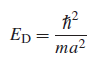 E_D = ħ² / ma²